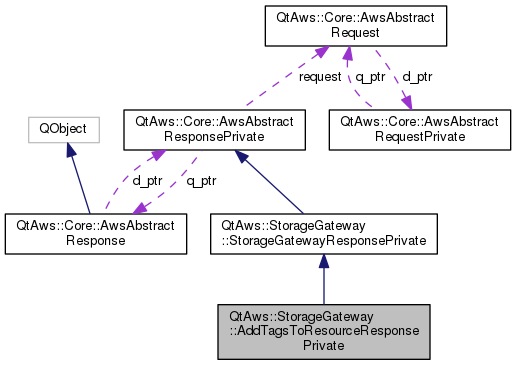 QtAws::Core::AwsAbstract
Request
request
q_ptr
d_ptr
QtAws::Core::AwsAbstract
ResponsePrivate
QtAws::Core::AwsAbstract
RequestPrivate
QObject
d_ptr
q_ptr
QtAws::Core::AwsAbstract
Response
QtAws::StorageGateway
::StorageGatewayResponsePrivate
QtAws::StorageGateway
::AddTagsToResourceResponse
Private